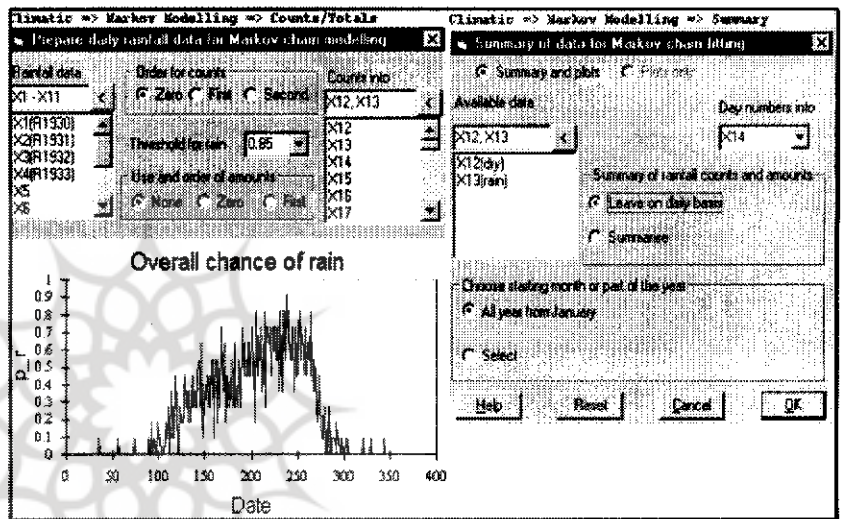 Climatic => Markov Modelling => Counts/Totals
Prepare daily rainfall data for Markov chain modelling
Rainfall data
X1 - X11
<
X1(R1930)
X2(R1931)
X3(R1932)
X4(R1933)
X5
X6
Order for counts
Zero
First
Second
Threshold for rain
0.85
Use and order of amounts
None
Zero
First
Counts into
X12, X13
<
X12
X13
X14
X15
X16
X17
Overall chance of rain
p_r
1
0.9
0.8
0.7
0.6
0.5
0.4
0.3
0.2
0.1
0
0
50
100
150
200
250
300
350
400
Date
Climatic => Markov Modelling => Summary
Summary of data for Markov chain fitting
Summary and plots
Plots only
Available data
X12, X13
<
X12(dry)
X13(rain)
Day numbers into
X14
Summary of rainfall counts and amounts
Leave on daily basis
Summarise
Choose starting month or part of the year
All year from January
Select
Help
Reset
Cancel
OK